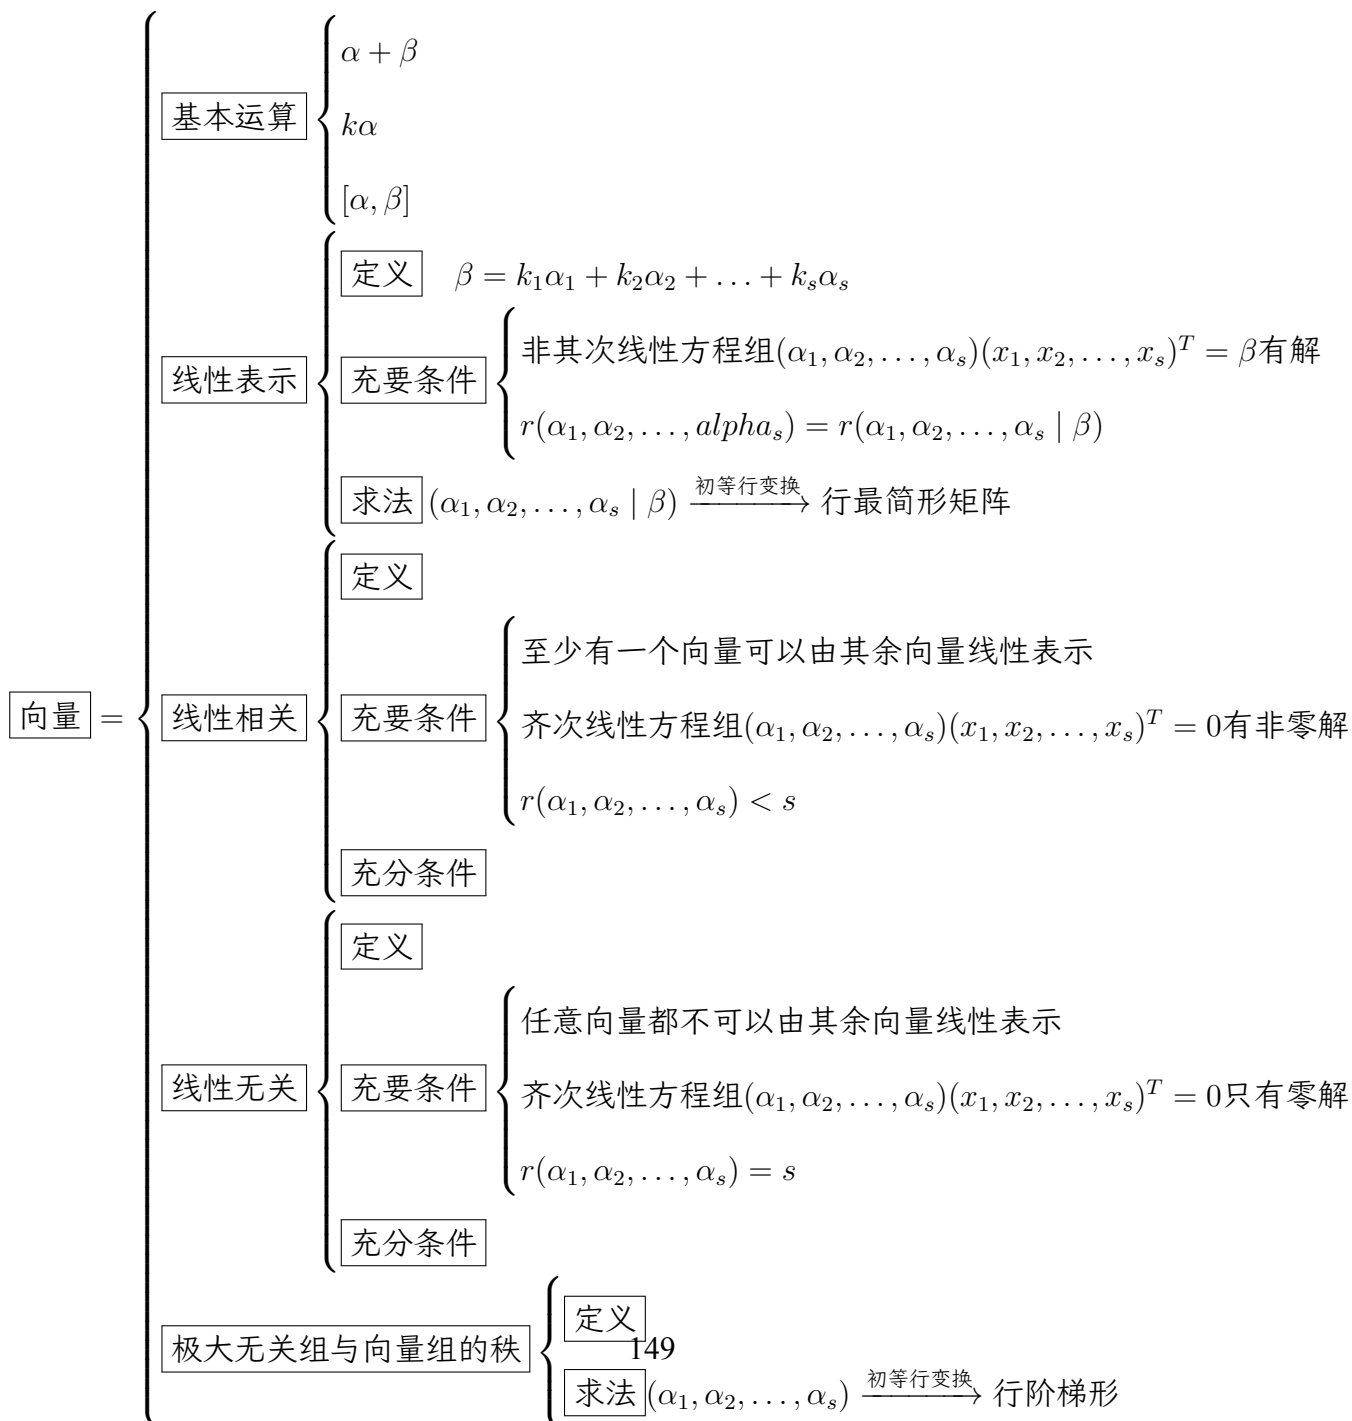 α + β
基本运算
kα
[α, β]
定义 β = k₁α₁ + k₂α₂ + … + kₛαₛ
非其次线性方程组(α₁, α₂, …, αₛ)(x₁, x₂, …, xₛ)ᵀ = β有解
线性表示 充要条件
r(α₁, α₂, …, alphaₛ) = r(α₁, α₂, …, αₛ | β)
求法 (α₁, α₂, …, αₛ | β) 初等行变换→ 行最简形矩阵
定义
至少有一个向量可以由其余向量线性表示
向量 = 线性相关 充要条件 齐次线性方程组(α₁, α₂, …, αₛ)(x₁, x₂, …, xₛ)ᵀ = 0有非零解
r(α₁, α₂, …, αₛ) < s
充分条件
定义
任意向量都不可以由其余向量线性表示
线性无关 充要条件 齐次线性方程组(α₁, α₂, …, αₛ)(x₁, x₂, …, xₛ)ᵀ = 0只有零解
r(α₁, α₂, …, αₛ) = s
充分条件
定义
极大无关组与向量组的秩
149
求法 (α₁, α₂, …, αₛ) 初等行变换→ 行阶梯形